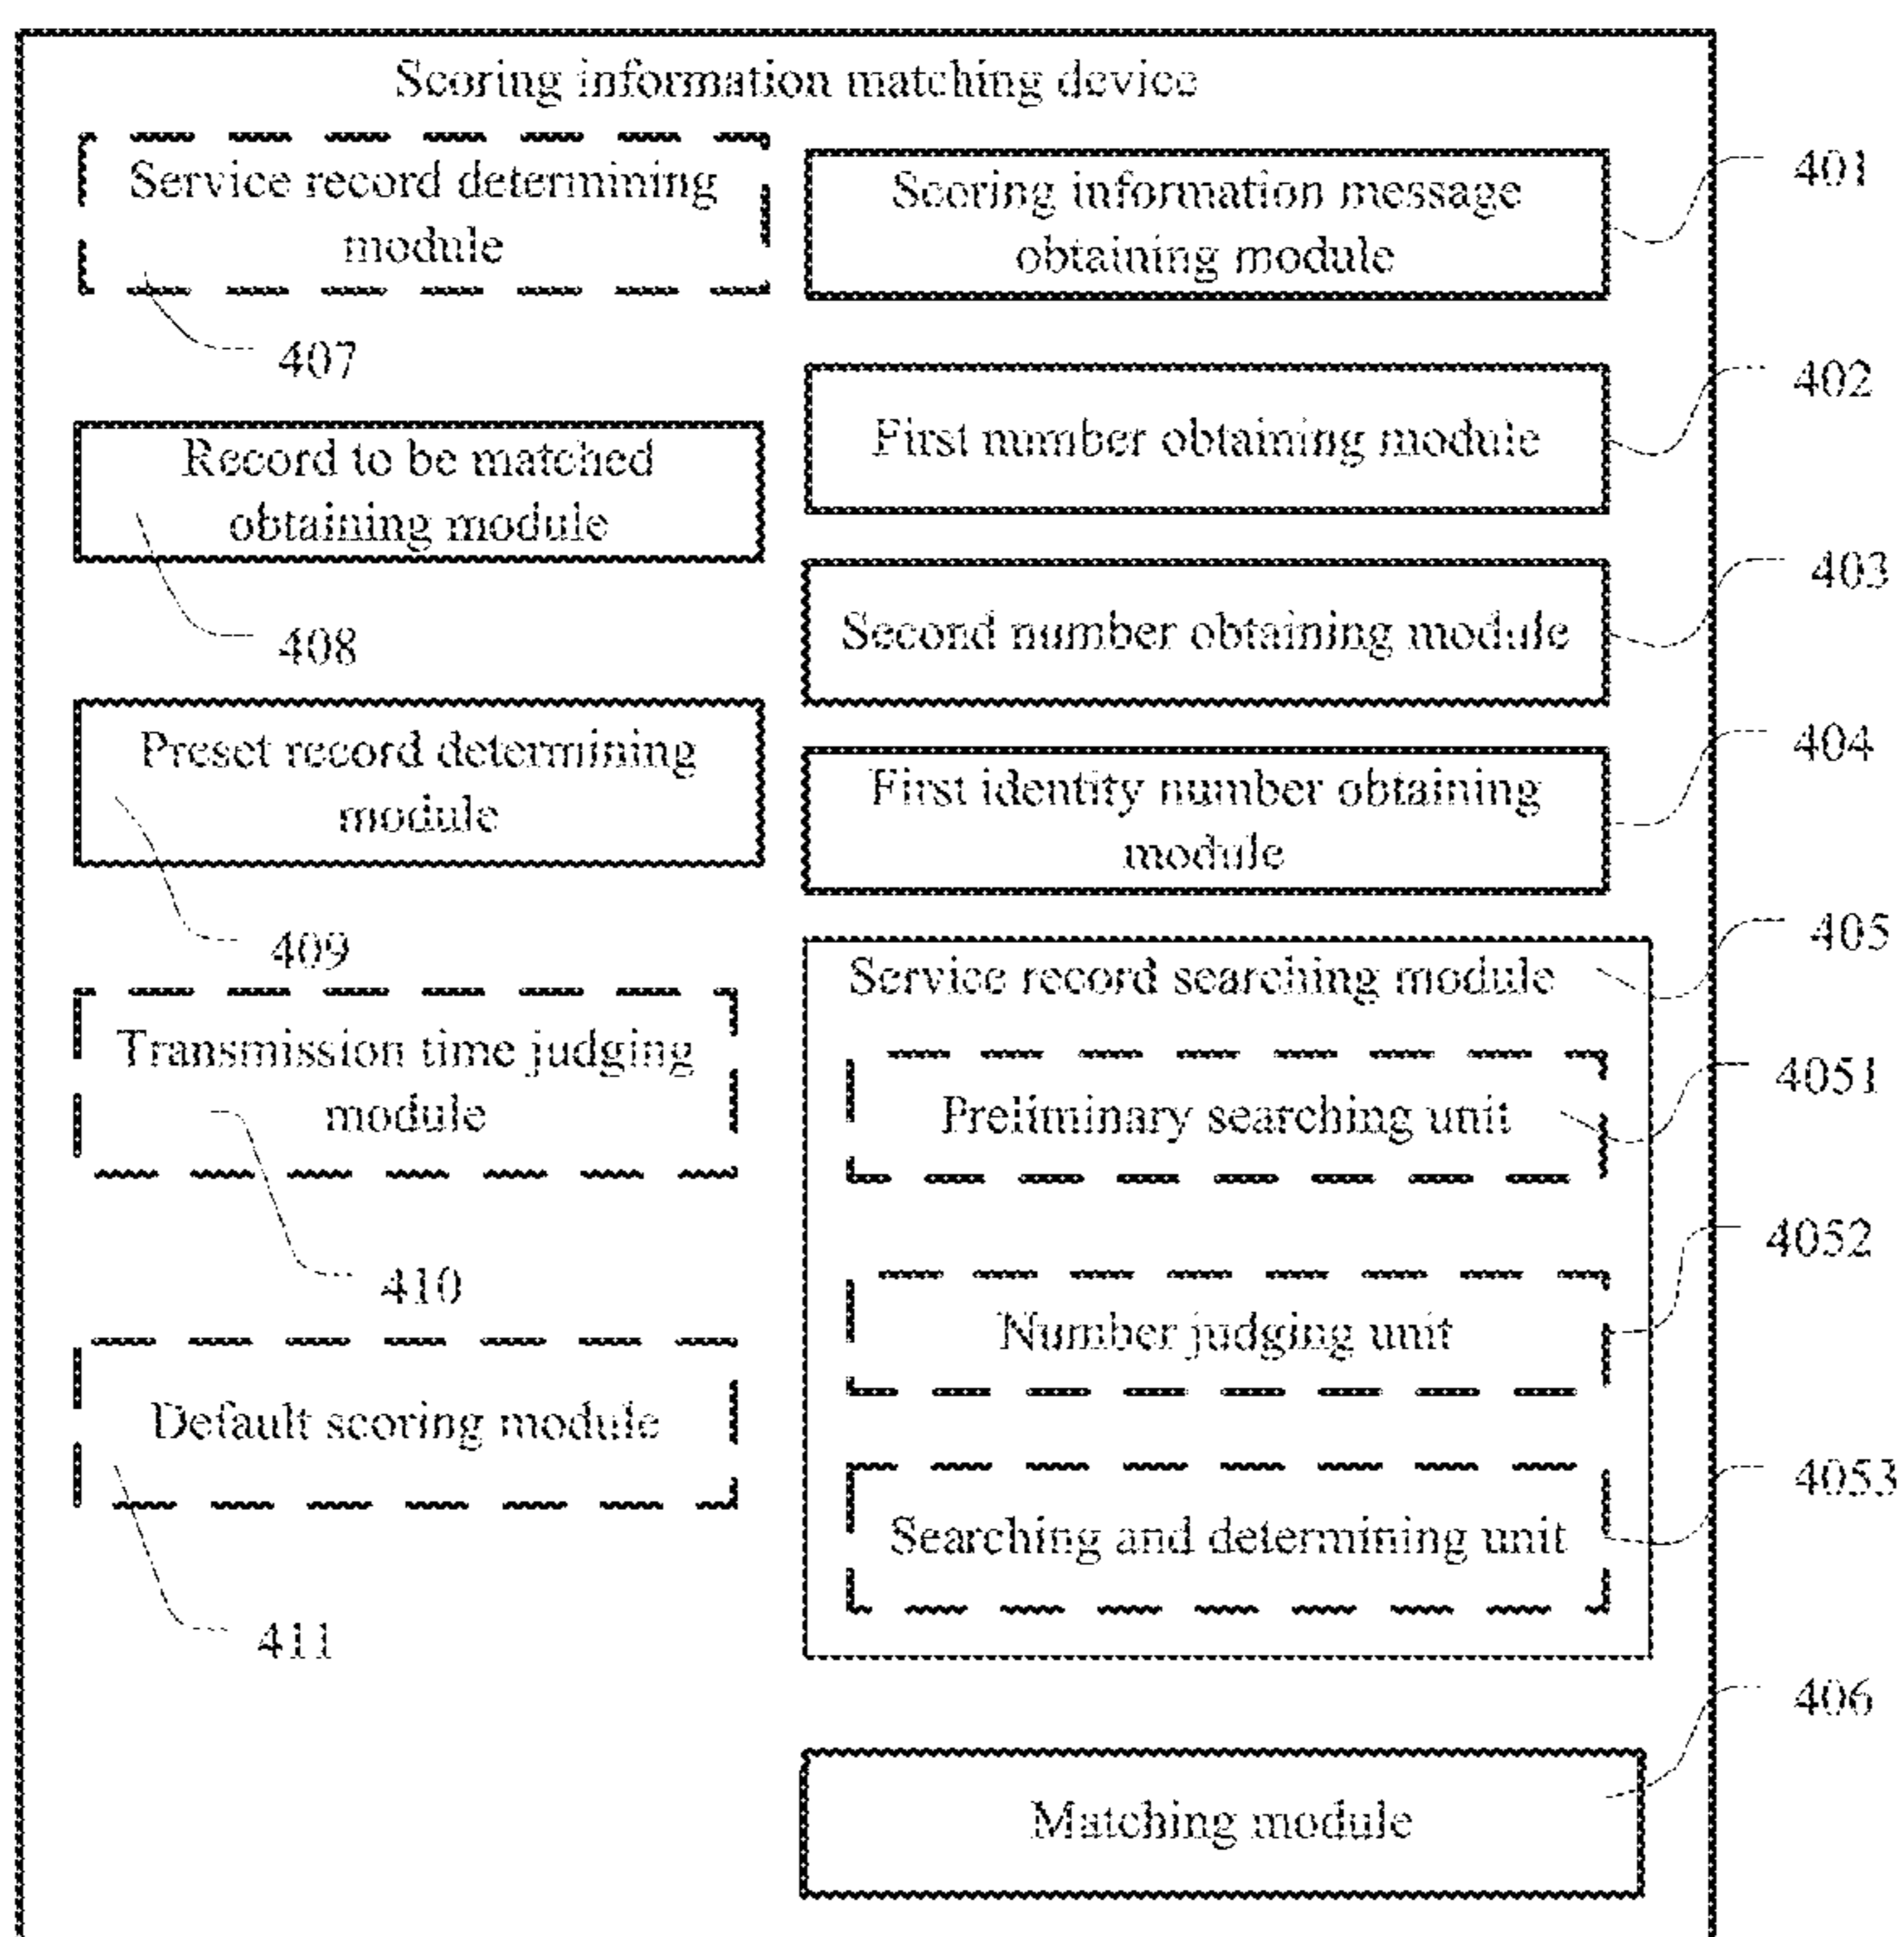 Scoring information matching device
Service record determining
module
407
Record to be matched
obtaining module
408
Preset record determining
module
409
Transmission time judging
module
410
Default scoring module
411
Scoring information message
obtaining module
401
First number obtaining module
402
Second number obtaining module
403
First identity number obtaining
module
404
Service record searching module
405
Preliminary searching unit
4051
Number judging unit
4052
Searching and determining unit
4053
Matching module
406